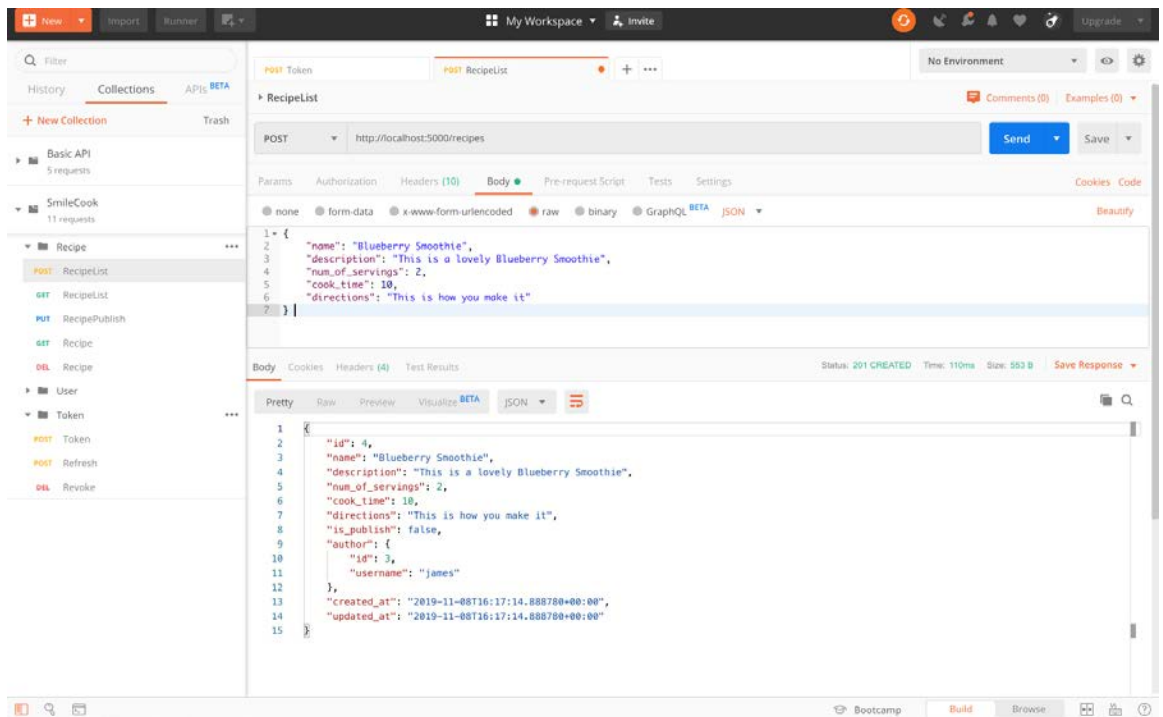 New Import Runner My Workspace Invite Upgrade
Filter
History Collections APIs BETA
+ New Collection Trash
Basic API
5 requests
SmileCook
11 requests
Recipe
POST RecipeList
GET RecipeList
PUT RecipePublish
GET Recipe
DEL Recipe
User
Token
POST Token
POST Refresh
DEL Revoke
POST Token POST RecipeList + ••• No Environment
RecipeList Comments (0) Examples (0)
POST http://localhost:5000/recipes Send Save
Params Authorization Headers (10) Body Pre-request Script Tests Settings Cookies Code
none form-data x-www-form-urlencoded raw binary GraphQL BETA JSON Beautify
1 {
2 "name": "Blueberry Smoothie",
3 "description": "This is a lovely Blueberry Smoothie",
4 "num_of_servings": 2,
5 "cook_time": 10,
6 "directions": "This is how you make it"
7 }
Body Cookies Headers (4) Test Results Status: 201 CREATED Time: 110ms Size: 553 B Save Response
Pretty Raw Preview Visualize BETA JSON
1 {
2 "id": 4,
3 "name": "Blueberry Smoothie",
4 "description": "This is a lovely Blueberry Smoothie",
5 "num_of_servings": 2,
6 "cook_time": 10,
7 "directions": "This is how you make it",
8 "is_publish": false,
9 "author": {
10 "id": 3,
11 "username": "james"
12 },
13 "created_at": "2019-11-08T16:17:14.888780+00:00",
14 "updated_at": "2019-11-08T16:17:14.888780+00:00"
15 }
Bootcamp Build Browse